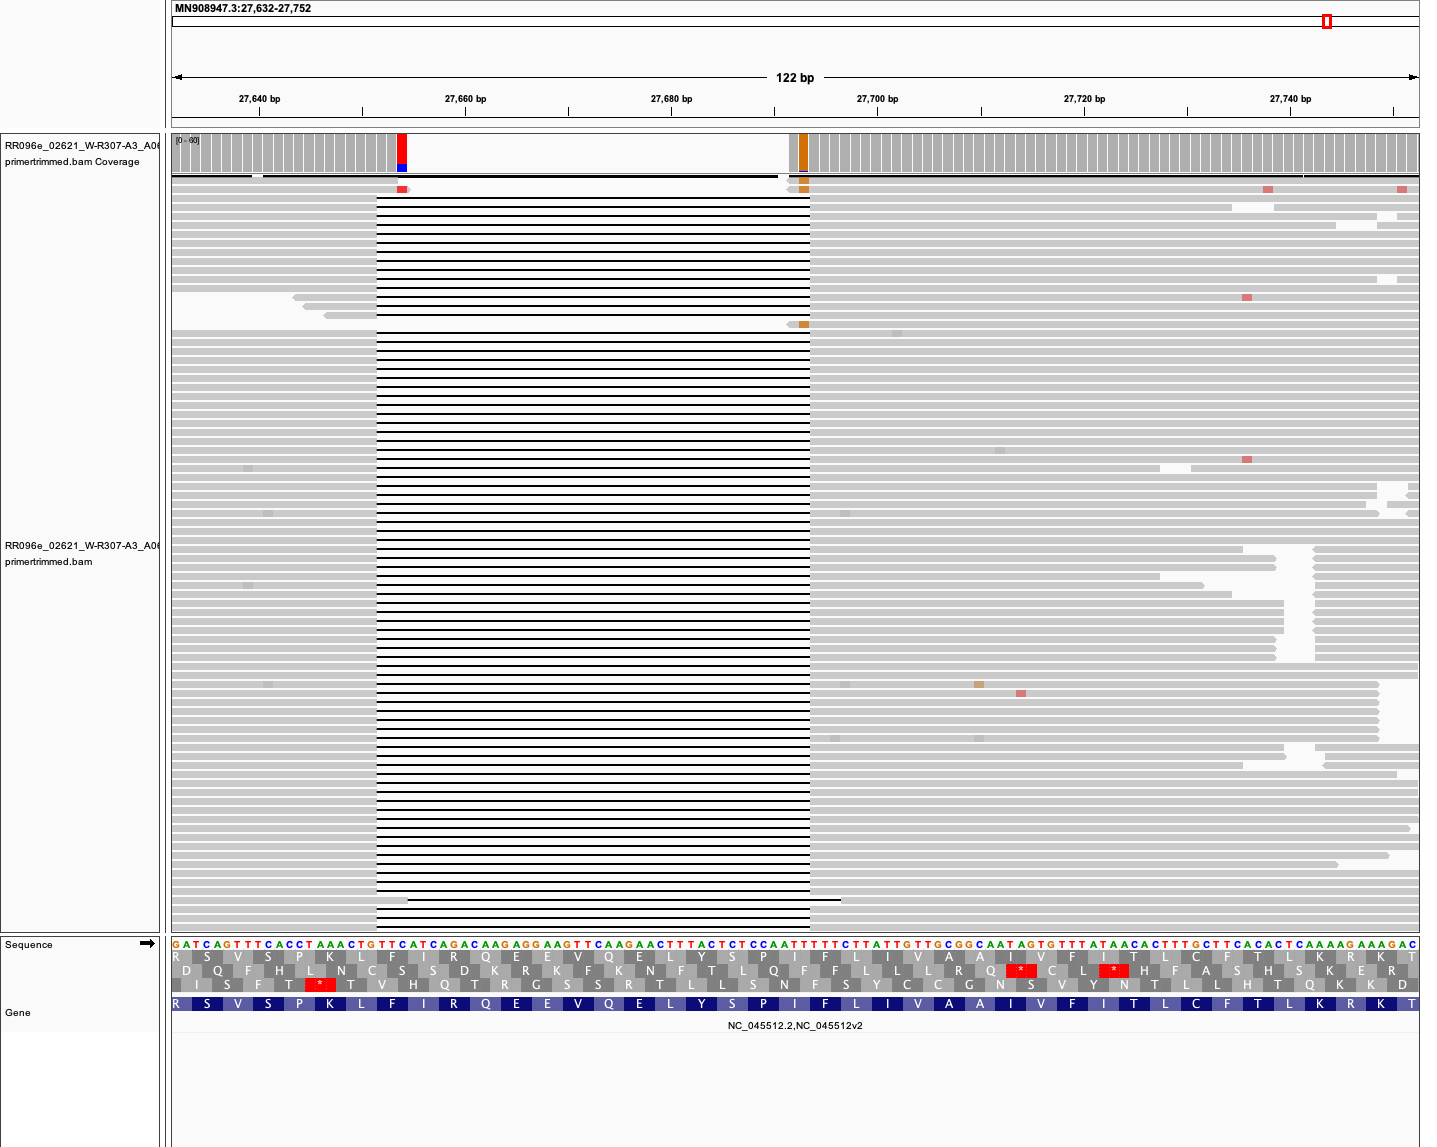 MN908947.3:27,632-27,752
122 bp
27,640 bp 27,660 bp 27,680 bp 27,700 bp 27,720 bp 27,740 bp
RR096e_02621_W-R307-A3_A06
primertrimmed.bam Coverage
[0 - 60]
RR096e_02621_W-R307-A3_A06
primertrimmed.bam
Sequence
GATCAGTTTCACCTAAACTGTTCATCAGACAAGAGGAAGTTCAAGAACTTTACTCTCCAATTTTTCTTATTGTTGCGGCAATAGTGTTTATAACACTTTGCTTCACACTCAAAAGAAAGAC
R S V S P K L F I R Q E E V Q E L Y S P I F L I V A A I V F I T L C F T L K R K T
D Q F H L N C S S D K R K F K N F T L Q F F L L L R Q * C L * H F A S H S K E R
I S F T * T V H Q T R G S S R T L L S N F S Y C C G N S V Y N T L L H T Q K K D
Gene
R S V S P K L F I R Q E E V Q E L Y S P I F L I V A A I V F I T L C F T L K R K T
NC_045512.2,NC_045512v2